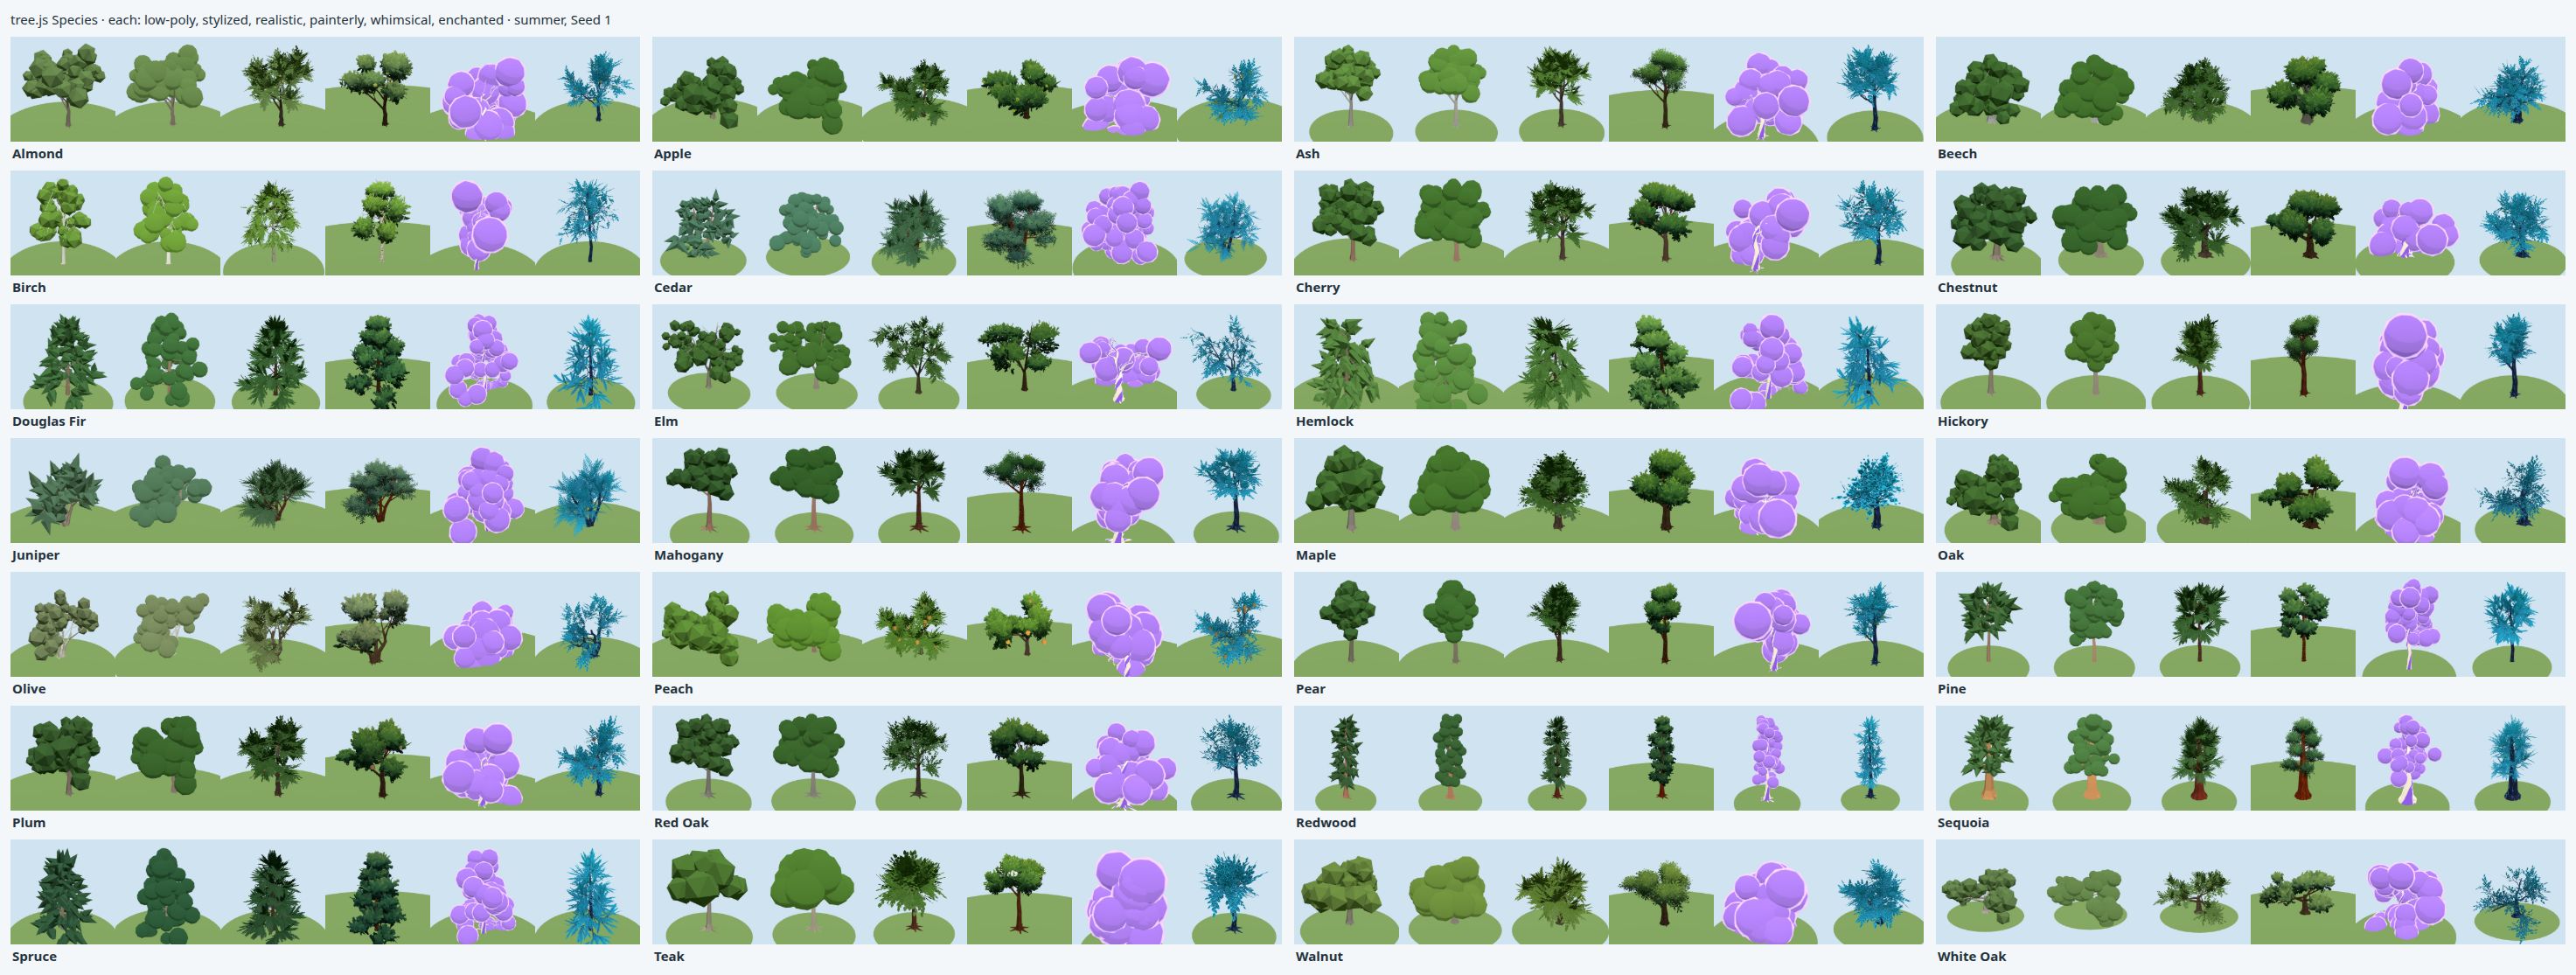 tree.js Species · each: low-poly, stylized, realistic, painterly, whimsical, enchanted · summer, Seed 1
Almond
Apple
Ash
Beech
Birch
Cedar
Cherry
Chestnut
Douglas Fir
Elm
Hemlock
Hickory
Juniper
Mahogany
Maple
Oak
Olive
Peach
Pear
Pine
Plum
Red Oak
Redwood
Sequoia
Spruce
Teak
Walnut
White Oak